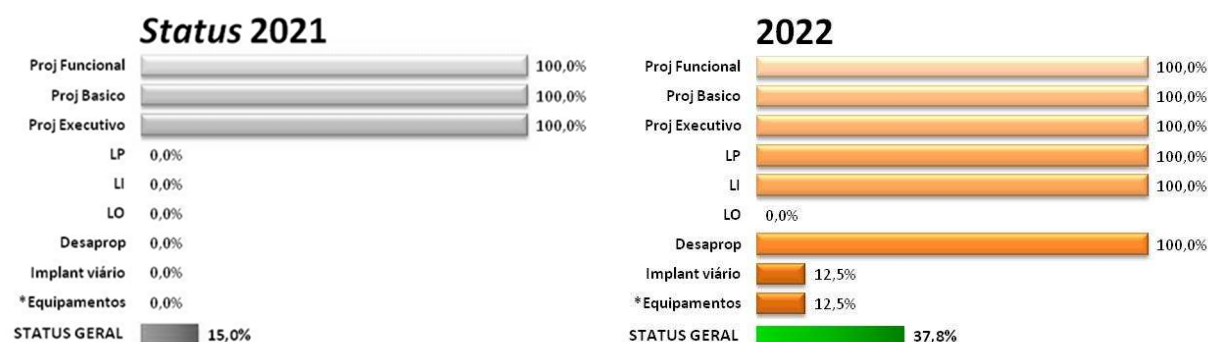 Status 2021
Proj Funcional 100,0%
Proj Basico 100,0%
Proj Executivo 100,0%
LP 0,0%
LI 0,0%
LO 0,0%
Desaprop 0,0%
Implant viário 0,0%
*Equipamentos 0,0%
STATUS GERAL 15,0%
2022
Proj Funcional 100,0%
Proj Basico 100,0%
Proj Executivo 100,0%
LP 100,0%
LI 100,0%
LO 0,0%
Desaprop 100,0%
Implant viário 12,5%
*Equipamentos 12,5%
STATUS GERAL 37,8%